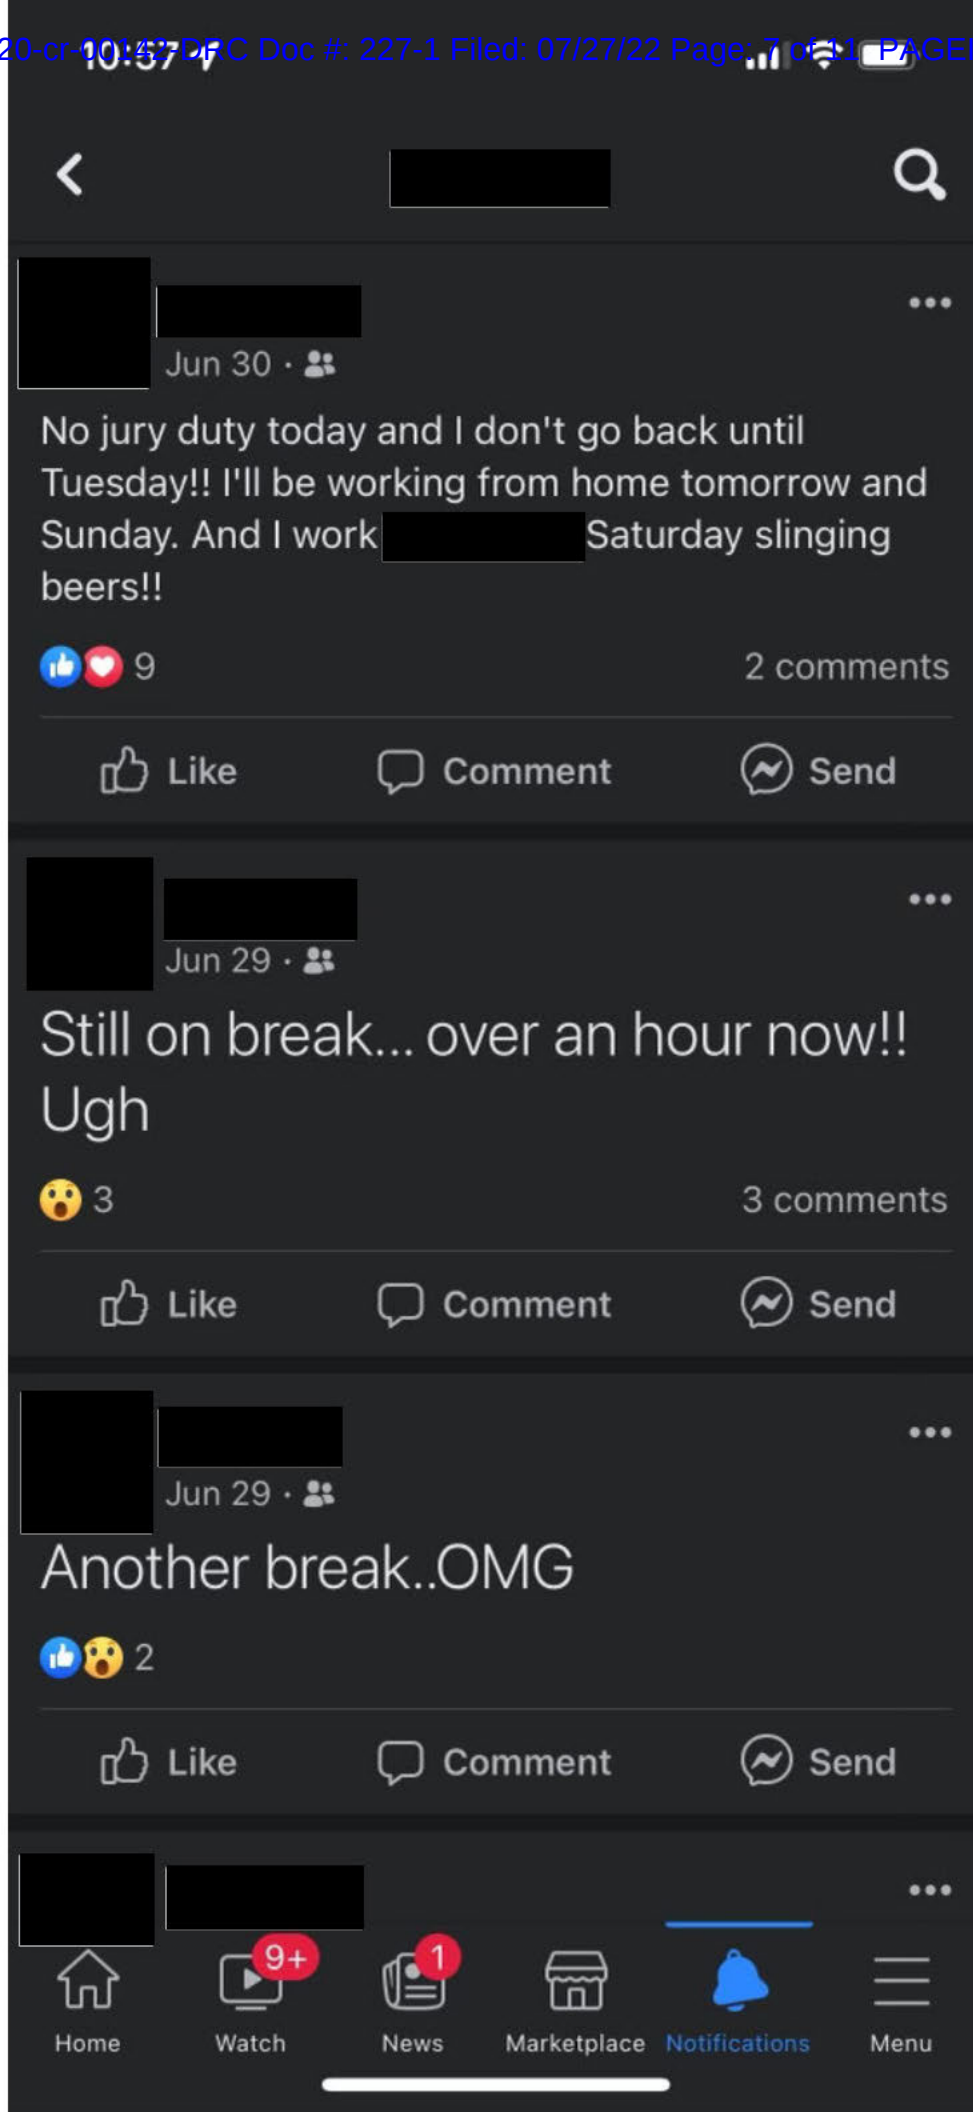 20-cr-00142-DRC Doc #: 227-1 Filed: 07/27/22 Page: 7 of 11 PAGEI
10:57
Jun 30 ·
No jury duty today and I don't go back until
Tuesday!! I'll be working from home tomorrow and
Sunday. And I work Saturday slinging
beers!!
9 2 comments
Like Comment Send
Jun 29 ·
Still on break... over an hour now!!
Ugh
3 3 comments
Like Comment Send
Jun 29 ·
Another break..OMG
2
Like Comment Send
9+ 1
Home Watch News Marketplace Notifications Menu